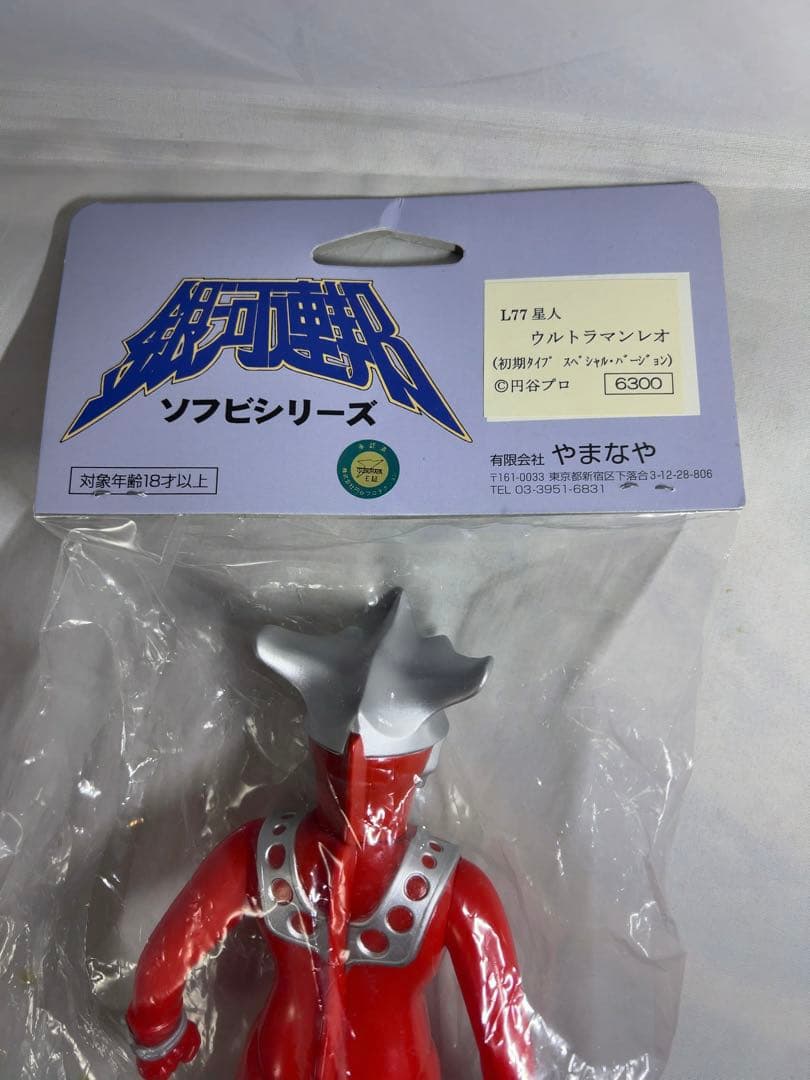 銀河連邦
ソフビシリーズ
対象年齢18才以上
L77星人
ウルトラマンレオ
(初期タイプ スペシャル・バージョン)
©円谷プロ 6300
有限会社 やまなや
〒161-0033 東京都新宿区下落合3-12-28-806
TEL 03-3951-6831